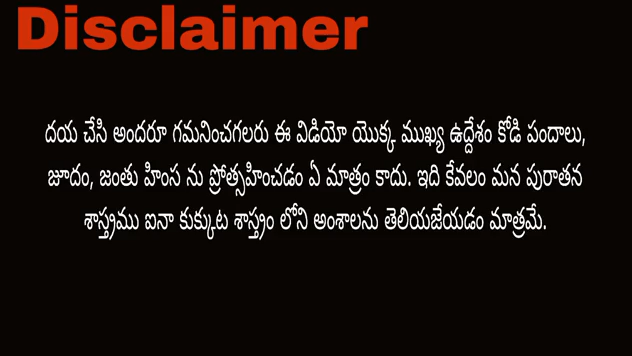 Disclaimer
దయ చేసి అందరూ గమనించగలరు ఈ విడియో యొక్క ముఖ్య ఉద్దేశం కోడి పందాలు,
జూదం, జంతు హింస ను ప్రోత్సహించడం ఏ మాత్రం కాదు. ఇది కేవలం మన పురాతన
శాస్త్రము ఐనా కుక్కుట శాస్త్రం లోని అంశాలను తెలియజేయడం మాత్రమే.